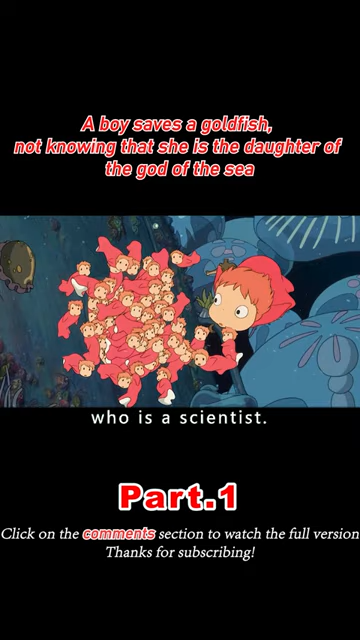 A boy saves a goldfish,
not knowing that she is the daughter of
the god of the sea
who is a scientist.
Part.1
Click on the comments section to watch the full version
Thanks for subscribing!